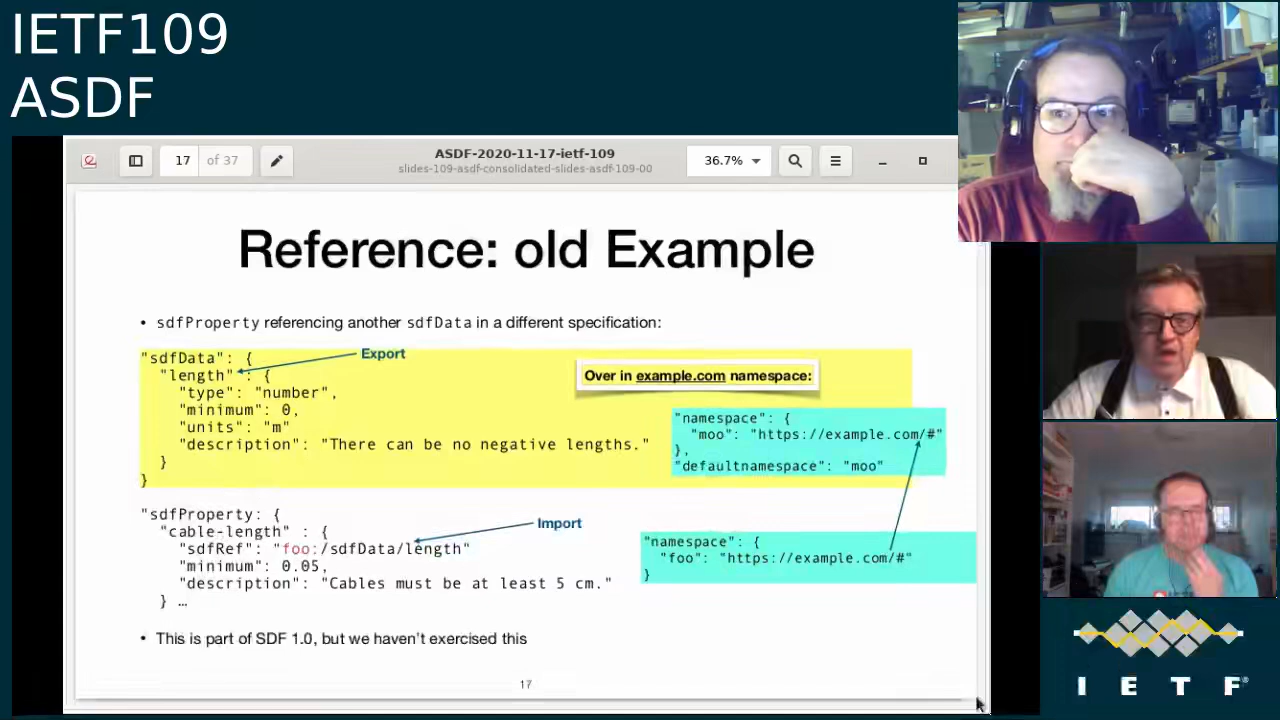 IETF109
ASDF
17 of 37
ASDF-2020-11-17-ietf-109
slides-109-asdf-consolidated-slides-asdf-109-00
36.7%
Reference: old Example
• sdfProperty referencing another sdfData in a different specification:
Export
"sdfData": {
"length" : {
"type": "number",
"minimum": 0,
"units": "m"
"description": "There can be no negative lengths."
}
}
Over in example.com namespace:
"namespace": {
"moo": "https://example.com/#"
},
"defaultnamespace": "moo"
"sdfProperty: {
"cable-length" : {
"sdfRef": "foo:/sdfData/length"
"minimum": 0.05,
"description": "Cables must be at least 5 cm."
} …
Import
"namespace": {
"foo": "https://example.com/#"
}
• This is part of SDF 1.0, but we haven't exercised this
17
I E T F®